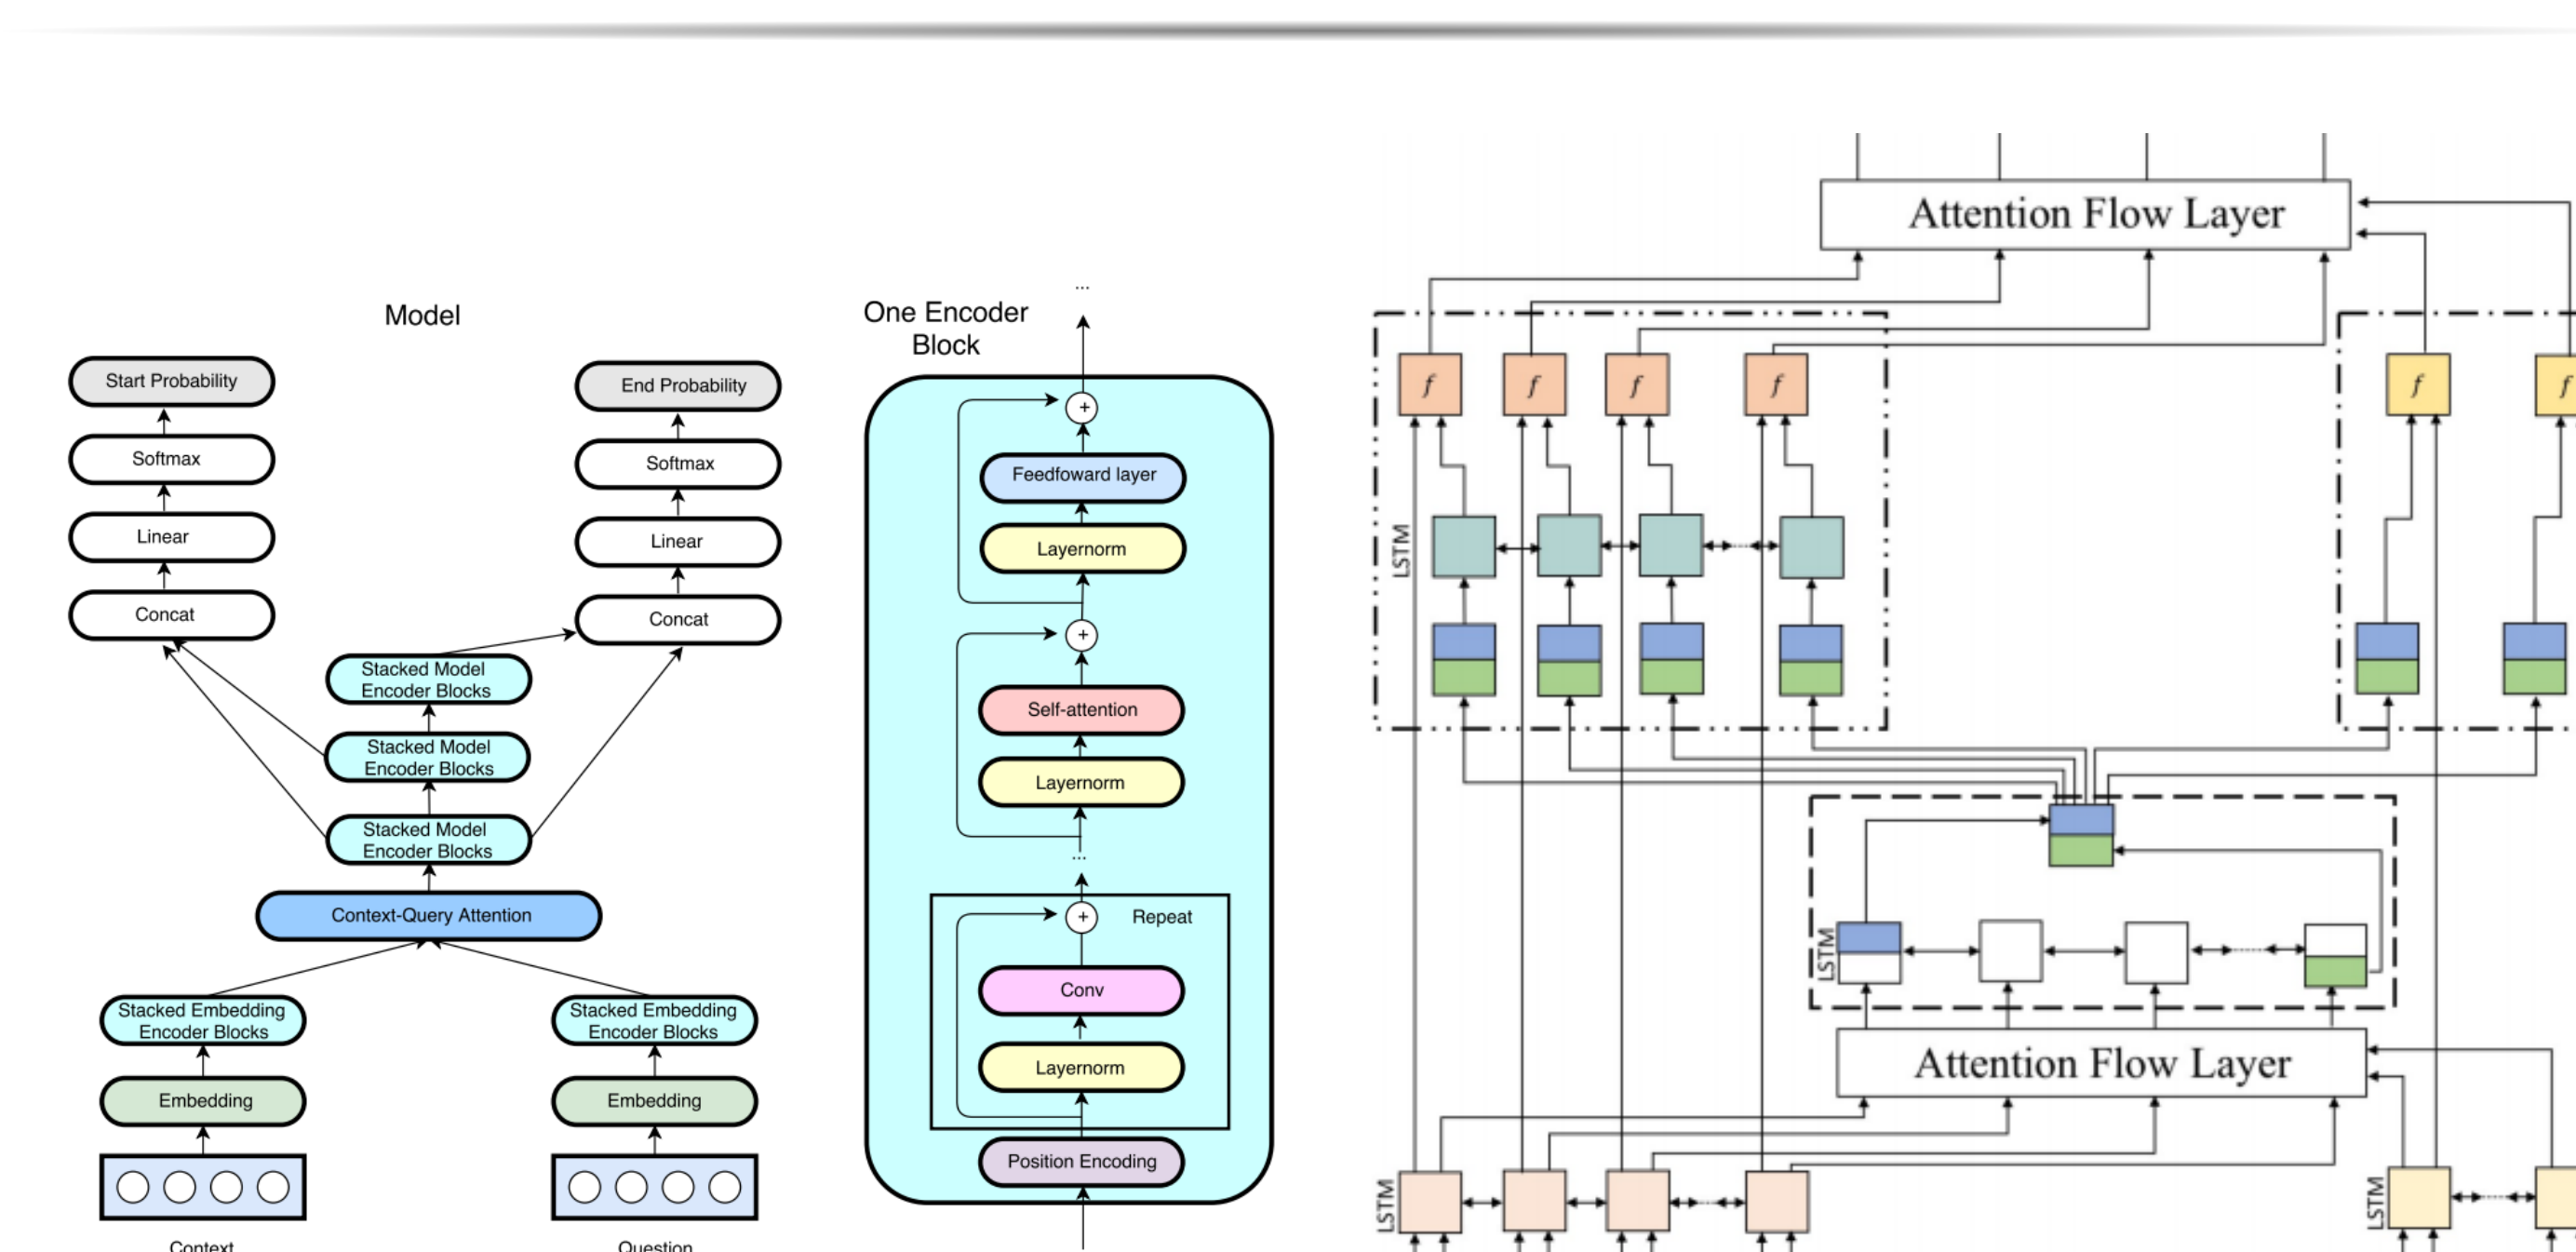 Model
Start Probability
Softmax
Linear
Concat
End Probability
Softmax
Linear
Concat
Stacked Model
Encoder Blocks
Stacked Model
Encoder Blocks
Stacked Model
Encoder Blocks
Context-Query Attention
Stacked Embedding
Encoder Blocks
Stacked Embedding
Encoder Blocks
Embedding
Embedding
Context
Question
One Encoder
Block
...
+
Feedfoward layer
Layernorm
+
Self-attention
Layernorm
...
+
Repeat
Conv
Layernorm
Position Encoding
Attention Flow Layer
f
f
f
f
f
f
LSTM
LSTM
Attention Flow Layer
LSTM
LSTM